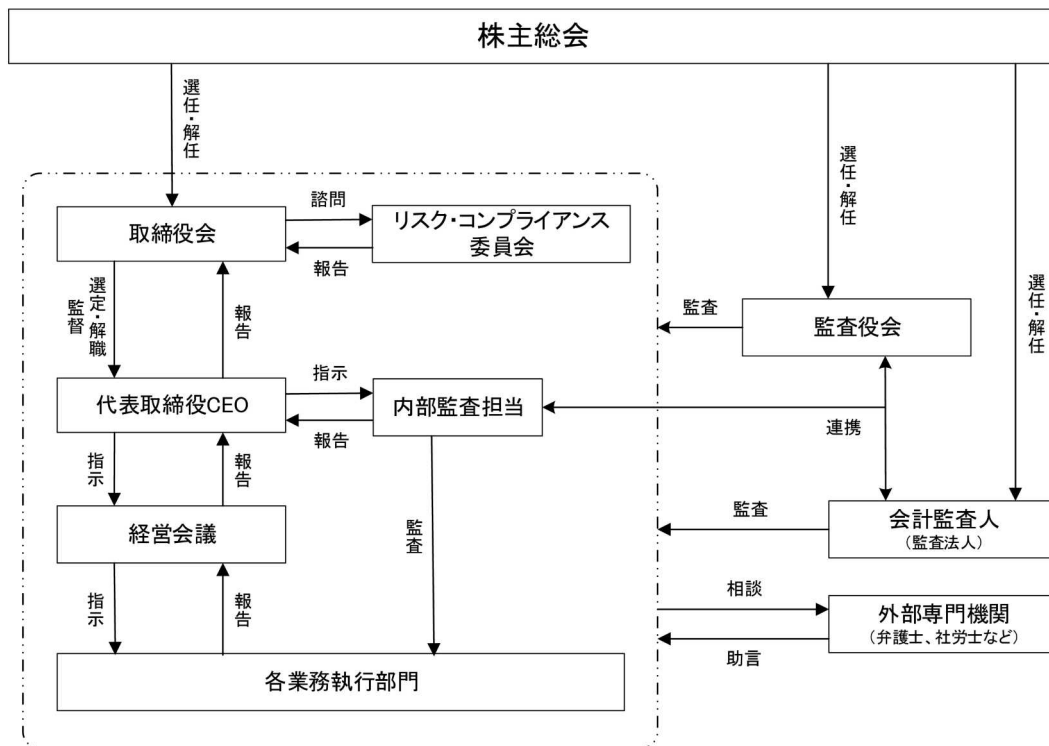 株主総会
選任・解任
選任・解任
選任・解任
取締役会
諮問
報告
リスク・コンプライアンス
委員会
選定・解職
監督
報告
監査
監査役会
代表取締役CEO
指示
報告
内部監査担当
連携
指示
報告
監査
経営会議
監査
会計監査人
(監査法人)
指示
報告
相談
助言
外部専門機関
(弁護士、社労士など)
各業務執行部門